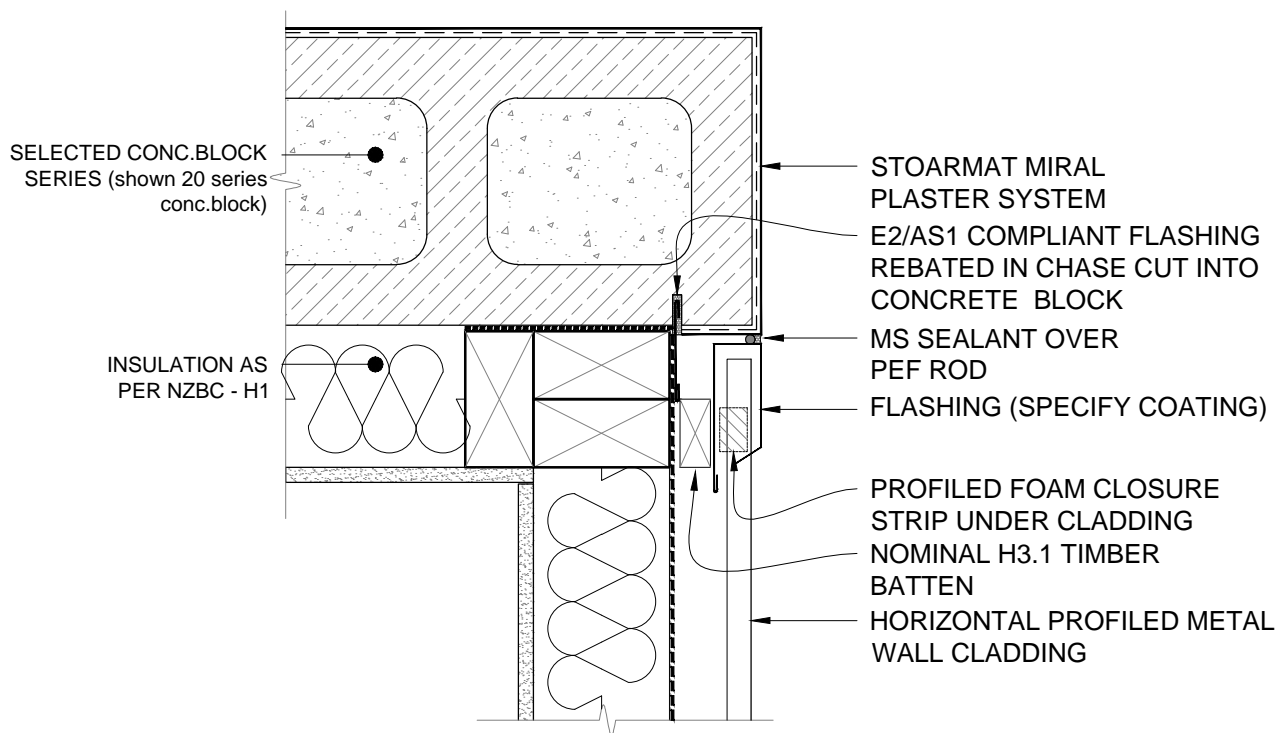 SELECTED CONC.BLOCK
SERIES (shown 20 series
conc.block)
INSULATION AS
PER NZBC - H1
STOARMAT MIRAL
PLASTER SYSTEM
E2/AS1 COMPLIANT FLASHING
REBATED IN CHASE CUT INTO
CONCRETE BLOCK
MS SEALANT OVER
PEF ROD
FLASHING (SPECIFY COATING)
PROFILED FOAM CLOSURE
STRIP UNDER CLADDING
NOMINAL H3.1 TIMBER
BATTEN
HORIZONTAL PROFILED METAL
WALL CLADDING